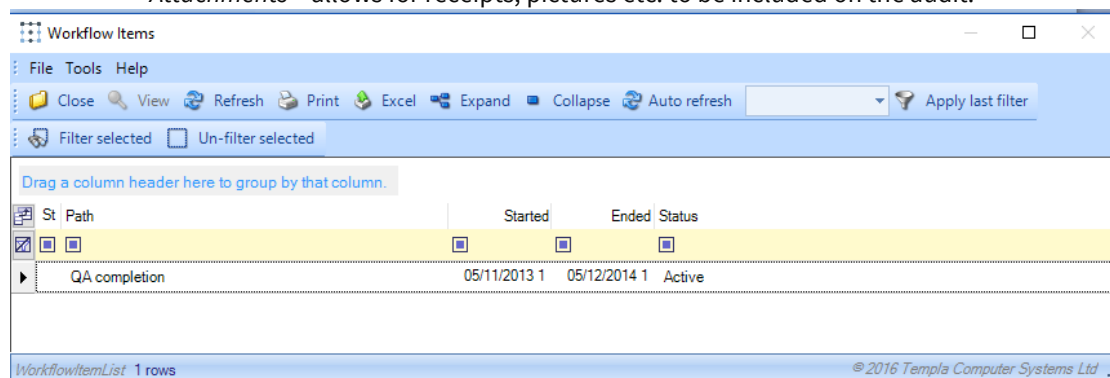 Attachments – allows for receipts, pictures etc. to be included on the audit.
Workflow Items
File Tools Help
Close View Refresh Print Excel Expand Collapse Auto refresh Apply last filter
Filter selected Un-filter selected
Drag a column header here to group by that column.
St Path Started Ended Status
QA completion 05/11/2013 1 05/12/2014 1 Active
WorkflowItemList 1 rows © 2016 Templa Computer Systems Ltd